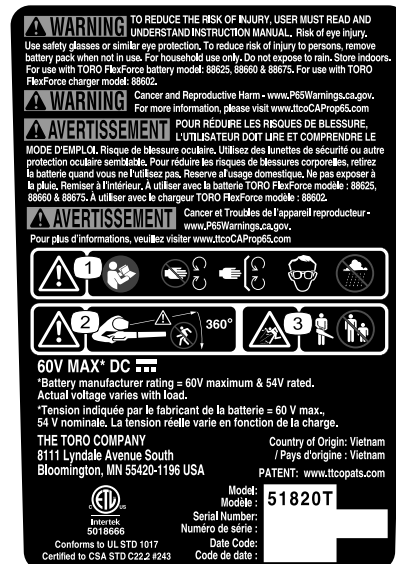 WARNING TO REDUCE THE RISK OF INJURY, USER MUST READ AND
UNDERSTAND INSTRUCTION MANUAL. Risk of eye injury.
Use safety glasses or similar eye protection. To reduce risk of injury to persons, remove
battery pack when not in use. For household use only. Do not expose to rain. Store indoors.
For use with TORO FlexForce battery model: 88625, 88660 & 88675. For use with TORO
FlexForce charger model: 88602.
WARNING Cancer and Reproductive Harm - www.P65Warnings.ca.gov.
For more information, please visit www.ttcoCAProp65.com
AVERTISSEMENT POUR RÉDUIRE LES RISQUES DE BLESSURE,
L'UTILISATEUR DOIT LIRE ET COMPRENDRE LE
MODE D'EMPLOI. Risque de blessure oculaire. Utilisez des lunettes de sécurité ou autre
protection oculaire semblable. Pour réduire les risques de blessures corporelles, retirez
la batterie quand vous ne l'utilisez pas. Reserve al'usage domestique. Ne pas exposer à
la pluie. Remiser à l'intérieur. À utiliser avec la batterie TORO FlexForce modèle : 88625,
88660 & 88675. À utiliser avec le chargeur TORO FlexForce modèle : 88602.
AVERTISSEMENT Cancer et Troubles de l'appareil reproducteur -
www.P65Warnings.ca.gov.
Pour plus d'informations, veuillez visiter www.ttcoCAProp65.com
1
2
360°
3
60V MAX* DC
*Battery manufacturer rating = 60V maximum & 54V rated.
Actual voltage varies with load.
*Tension indiquée par le fabricant de la batterie = 60 V max.,
54 V nominale. La tension réelle varie en fonction de la charge.
THE TORO COMPANY
8111 Lyndale Avenue South
Bloomington, MN 55420-1196 USA
Country of Origin: Vietnam
/ Pays d'origine : Vietnam
PATENT: www.ttcopats.com
C ETL US
Intertek
5018666
Conforms to UL STD 1017
Certified to CSA STD C22.2 #243
Model:
Modèle :
51820T
Serial Number:
Numéro de série :
Date Code:
Code de date :